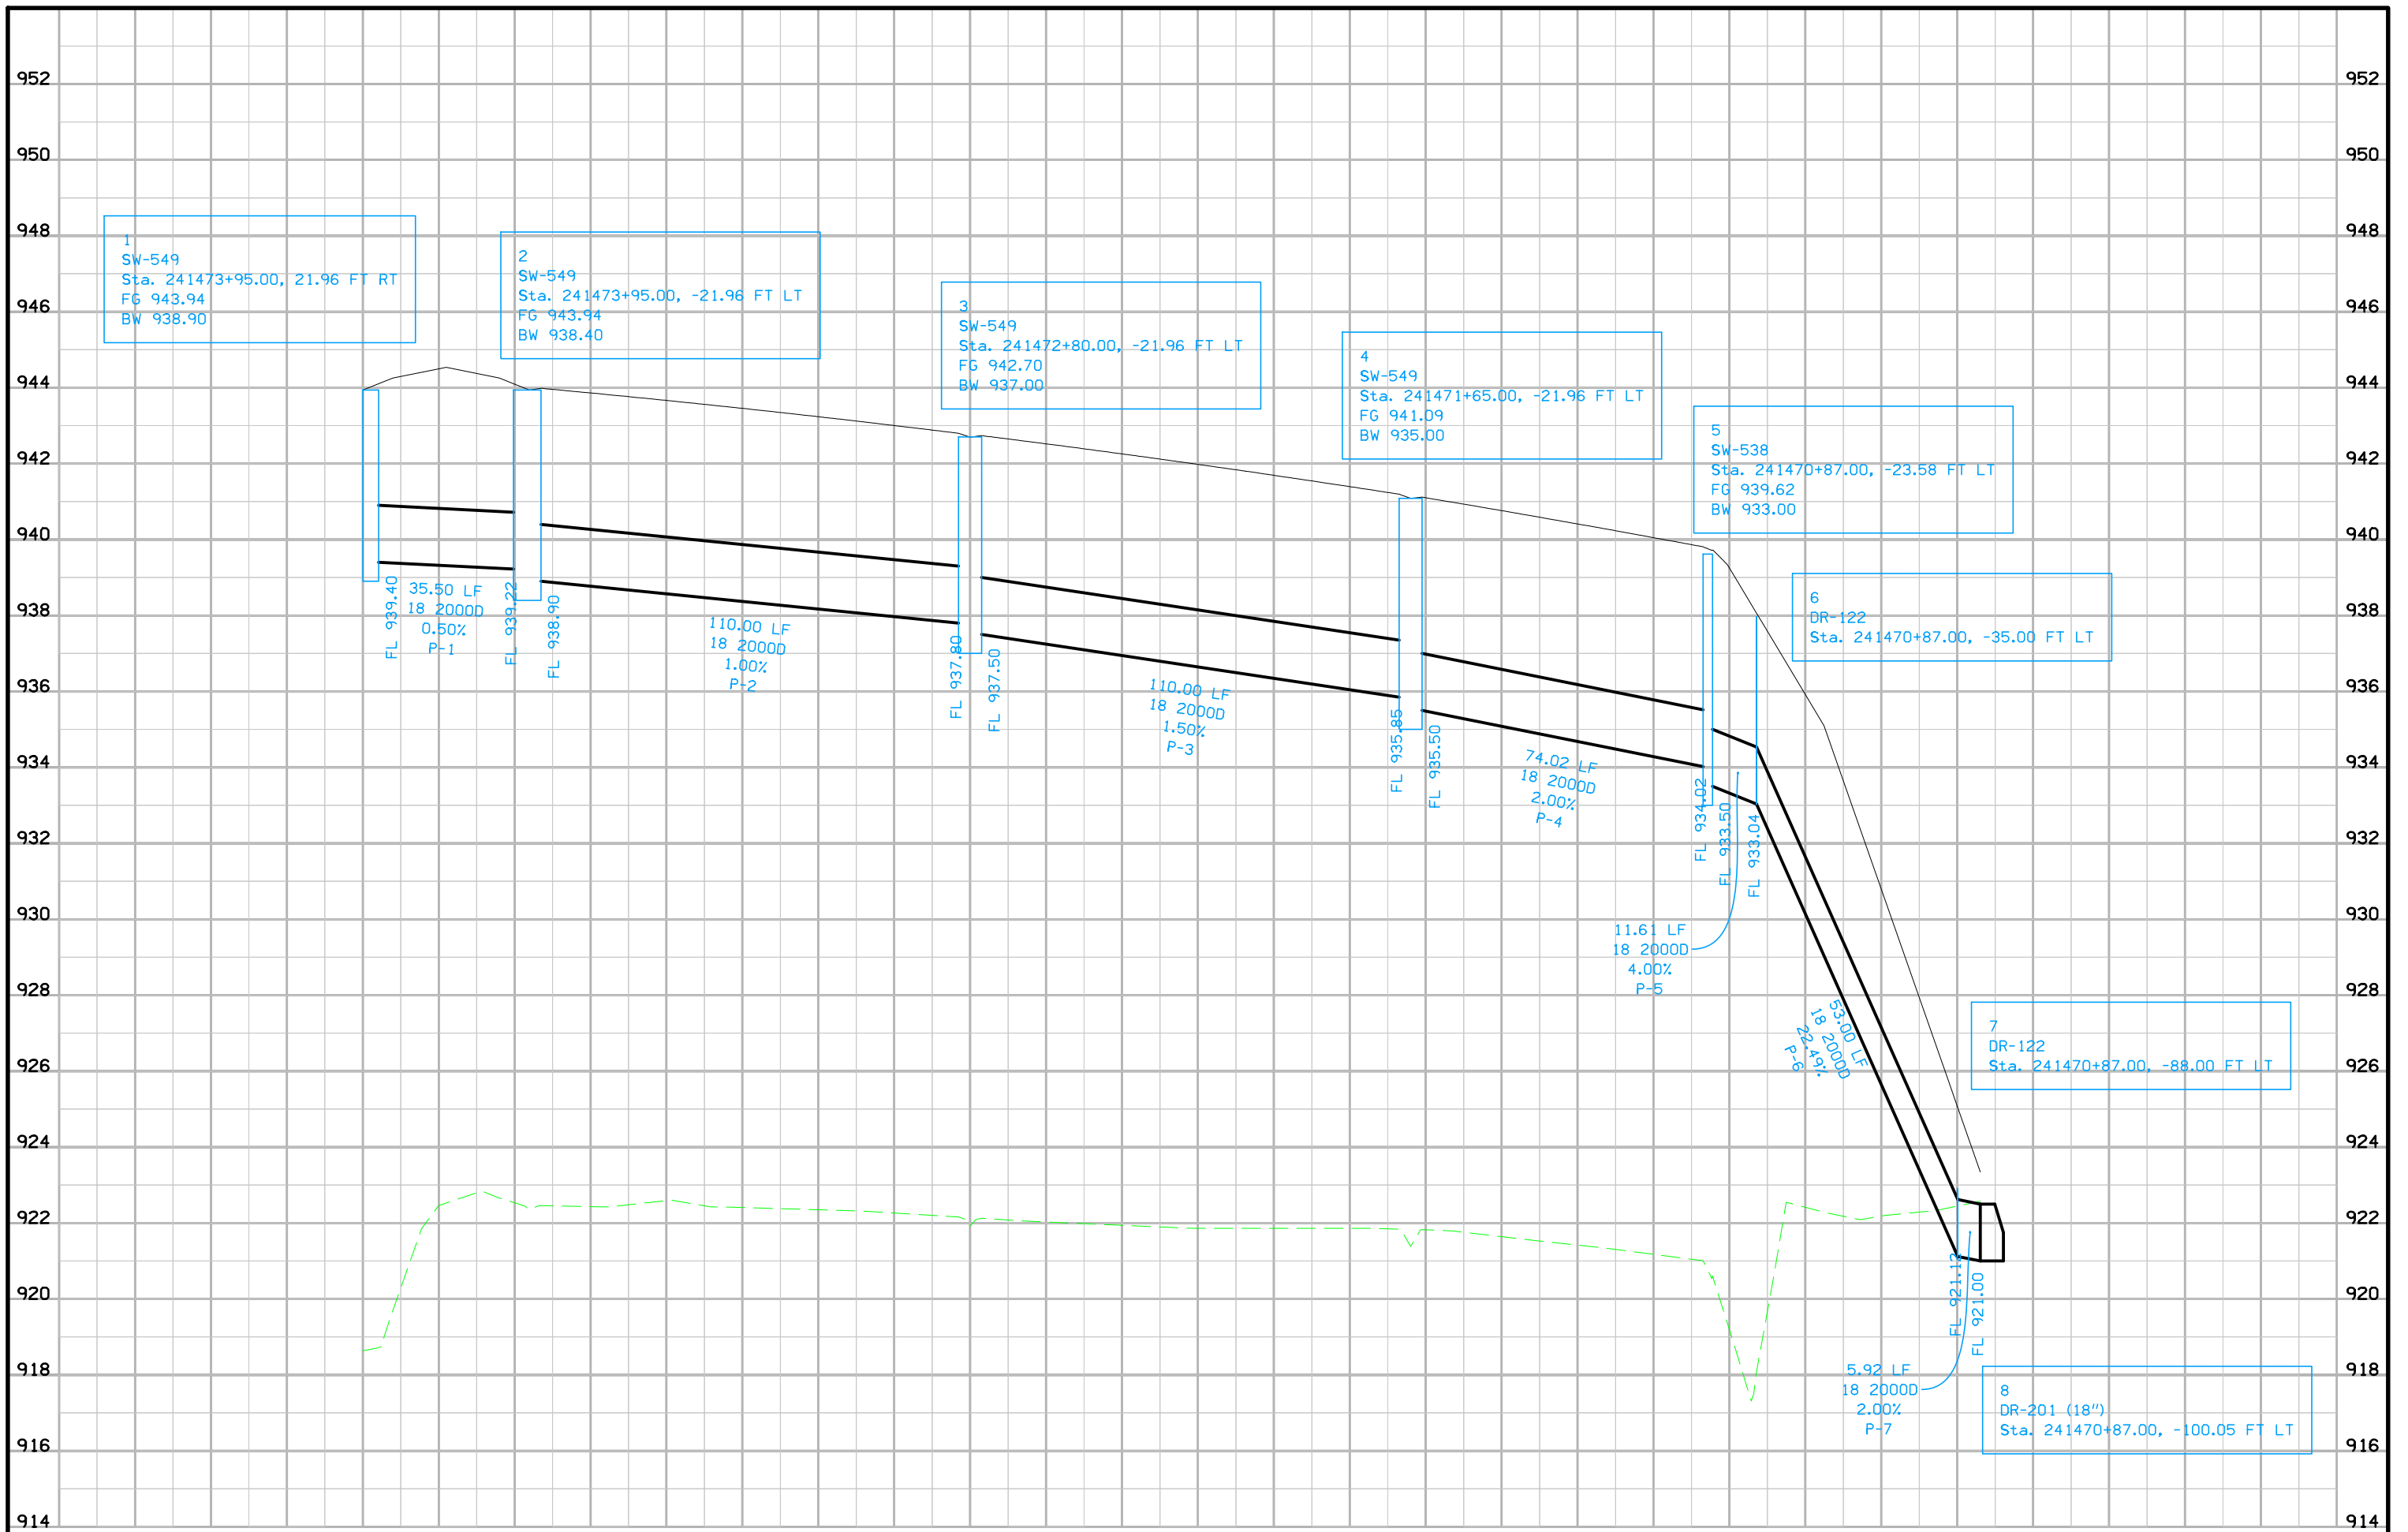 952 952
950 950
948 948
946 946
944 944
942 942
940 940
938 938
936 936
934 934
932 932
930 930
928 928
926 926
924 924
922 922
920 920
918 918
916 916
914 914
1
SW-549
Sta. 241473+95.00, 21.96 FT RT
FG 943.94
BW 938.90
2
SW-549
Sta. 241473+95.00, -21.96 FT LT
FG 943.94
BW 938.40
3
SW-549
Sta. 241472+80.00, -21.96 FT LT
FG 942.70
BW 937.00
4
SW-549
Sta. 241471+65.00, -21.96 FT LT
FG 941.09
BW 935.00
5
SW-538
Sta. 241470+87.00, -23.58 FT LT
FG 939.62
BW 933.00
6
DR-122
Sta. 241470+87.00, -35.00 FT LT
7
DR-122
Sta. 241470+87.00, -88.00 FT LT
8
DR-201 (18")
Sta. 241470+87.00, -100.05 FT LT
FL 939.40
35.50 LF
18 2000D
0.50%
P-1
FL 939.22
FL 938.90
110.00 LF
18 2000D
1.00%
P-2
FL 937.80
FL 937.50
110.00 LF
18 2000D
1.50%
P-3
FL 935.85
FL 935.50
74.02 LF
18 2000D
2.00%
P-4
FL 934.02
FL 933.50
FL 933.04
11.61 LF
18 2000D
4.00%
P-5
53.00 LF
18 2000D
22.49%
P-6
FL 921.12
FL 921.00
5.92 LF
18 2000D
2.00%
P-7